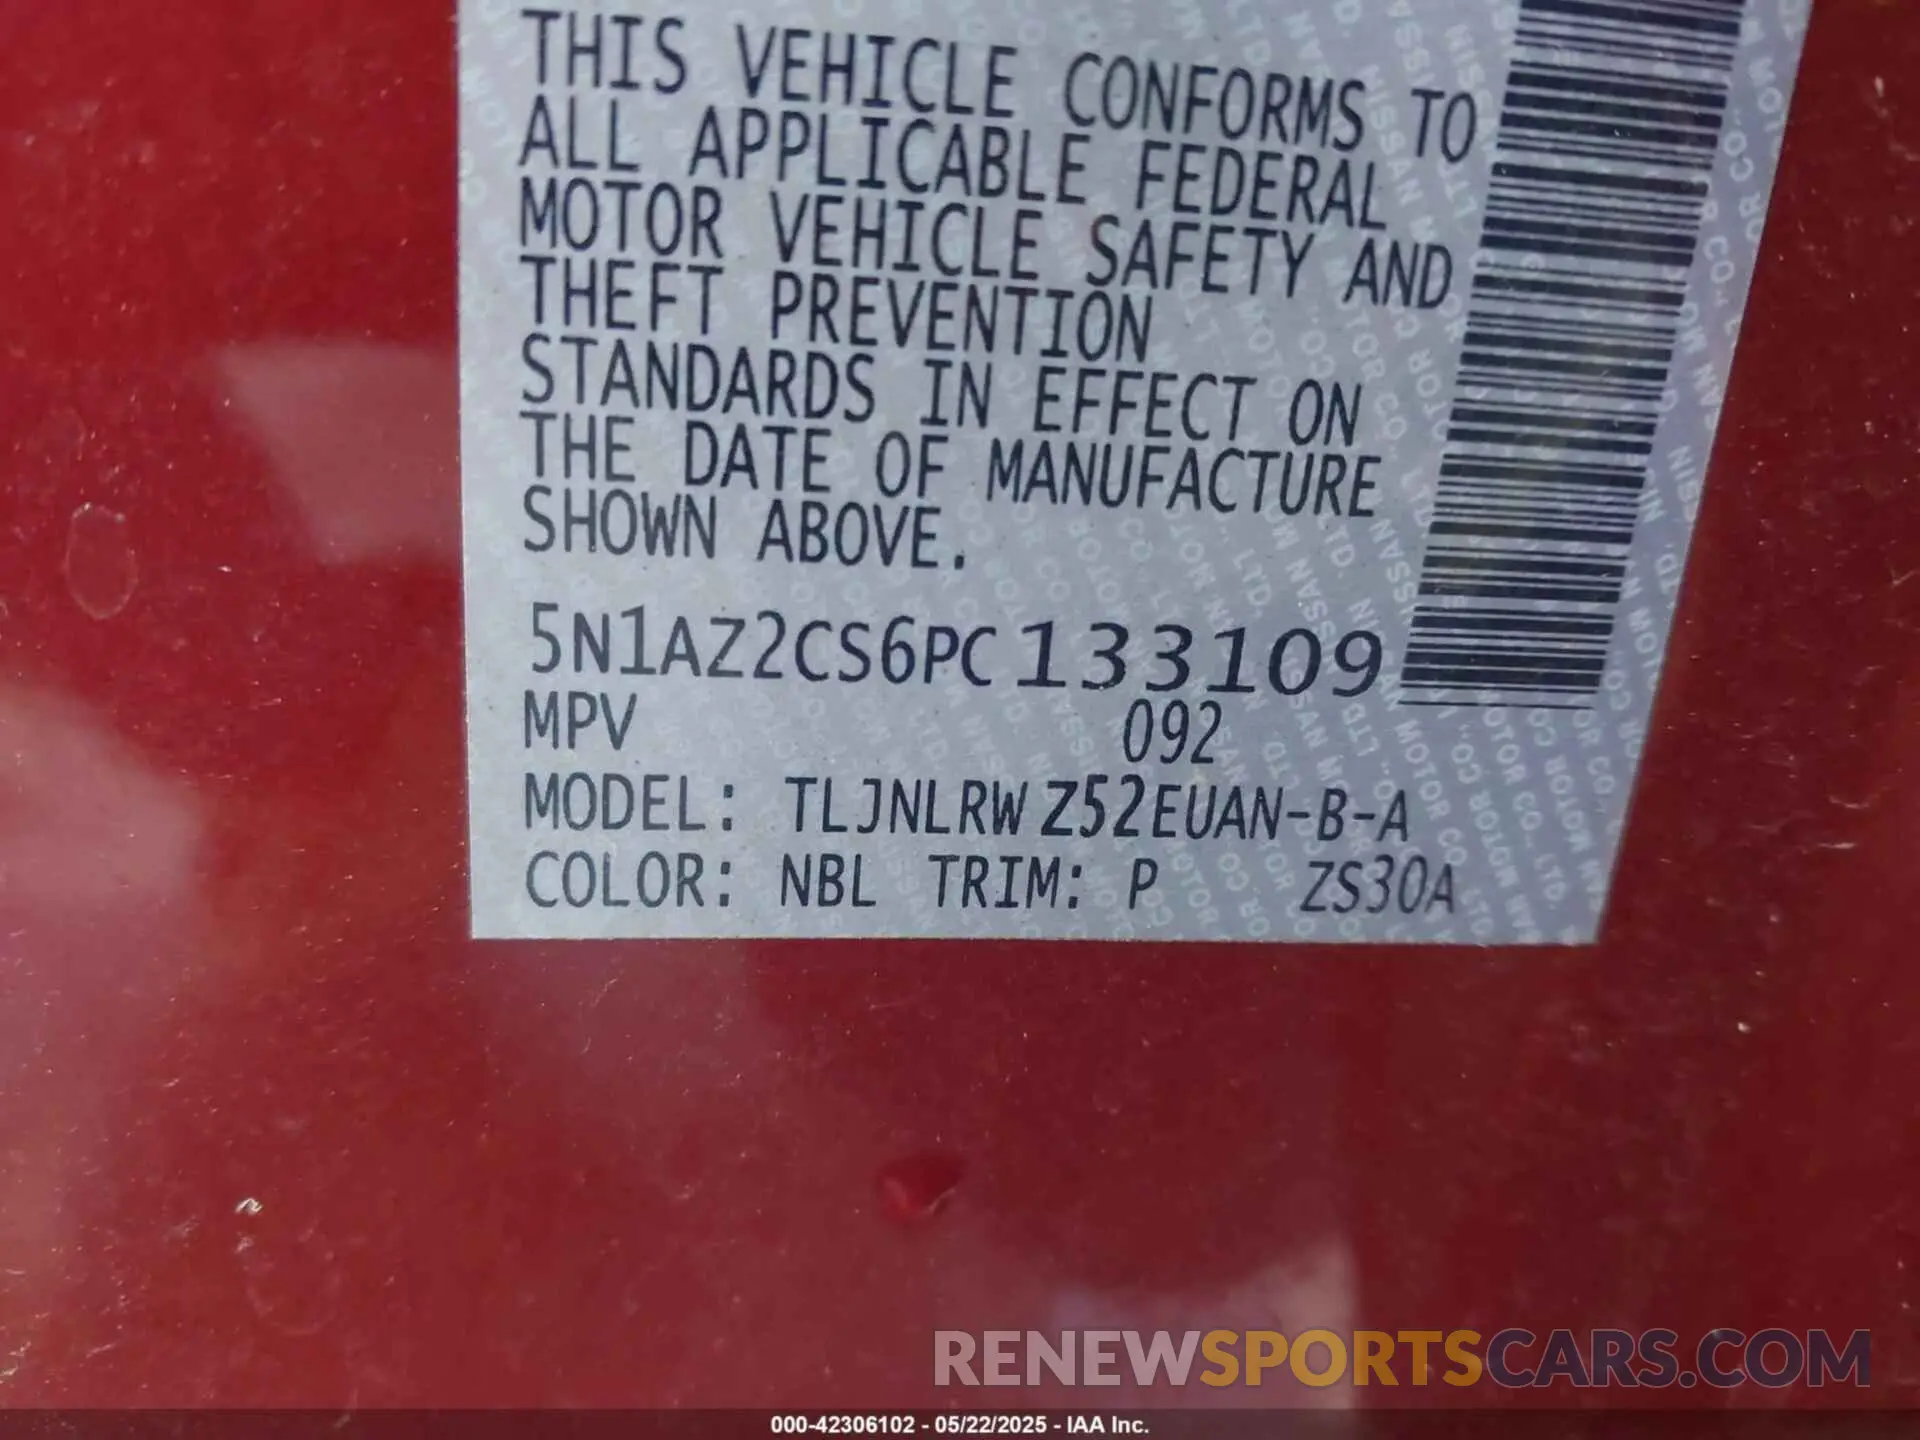 THIS VEHICLE CONFORMS TO
ALL APPLICABLE FEDERAL
MOTOR VEHICLE SAFETY AND
THEFT PREVENTION
STANDARDS IN EFFECT ON
THE DATE OF MANUFACTURE
SHOWN ABOVE.
5N1AZ2CS6PC133109
MPV 092
MODEL: TLJNLRW Z52EUAN-B-A
COLOR: NBL TRIM: P ZS30A
RENEWSPORTSCARS.COM
000-42306102 - 05/22/2025 - IAA Inc.